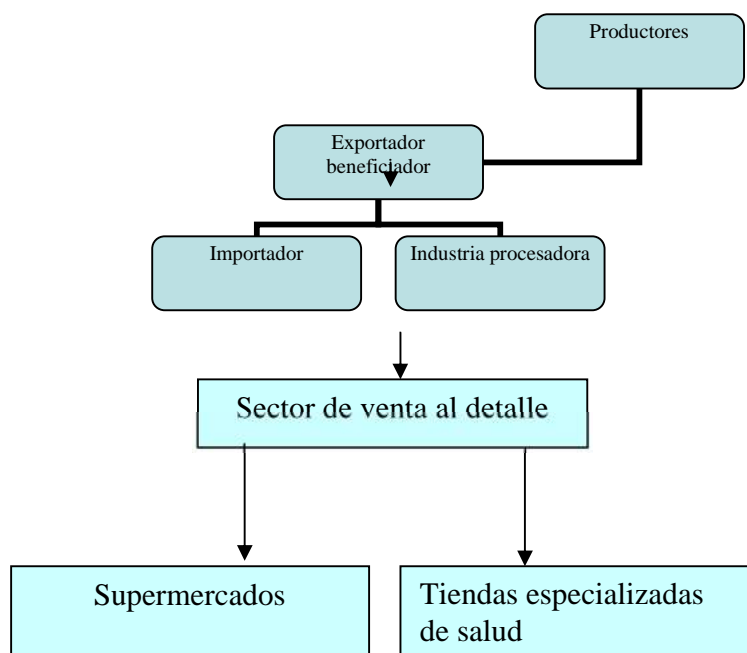 Productores
Exportador
beneficiador
Importador
Industria procesadora
Sector de venta al detalle
Supermercados
Tiendas especializadas
de salud